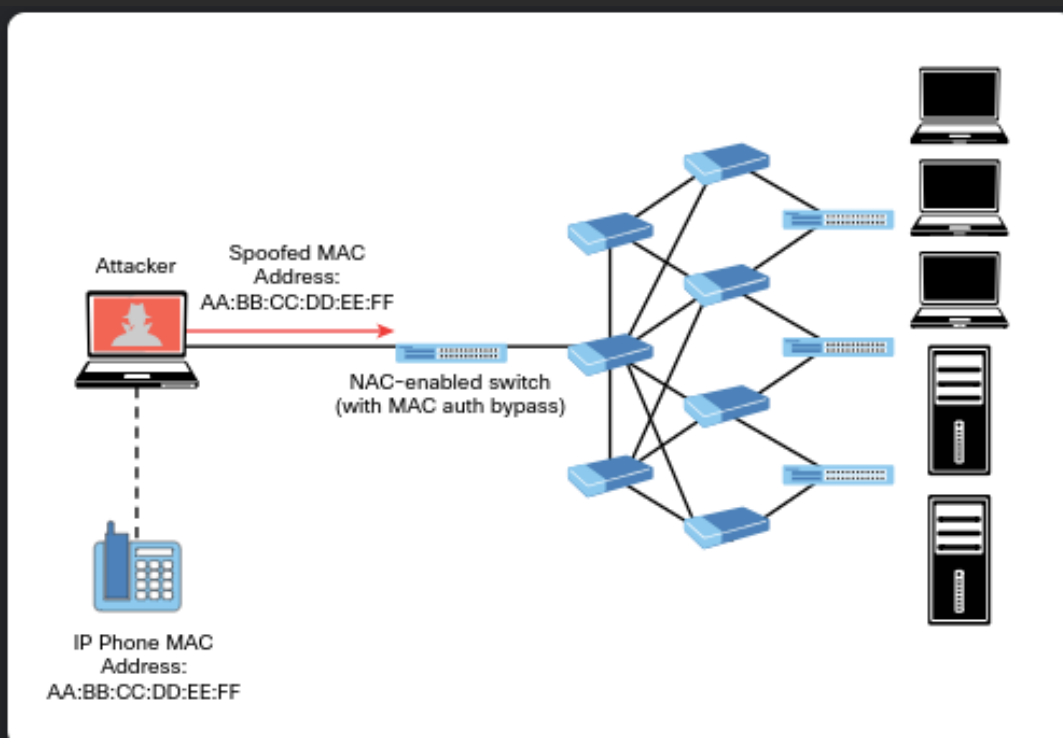 Attacker
Spoofed MAC
Address:
AA:BB:CC:DD:EE:FF
NAC-enabled switch
(with MAC auth bypass)
IP Phone MAC
Address:
AA:BB:CC:DD:EE:FF